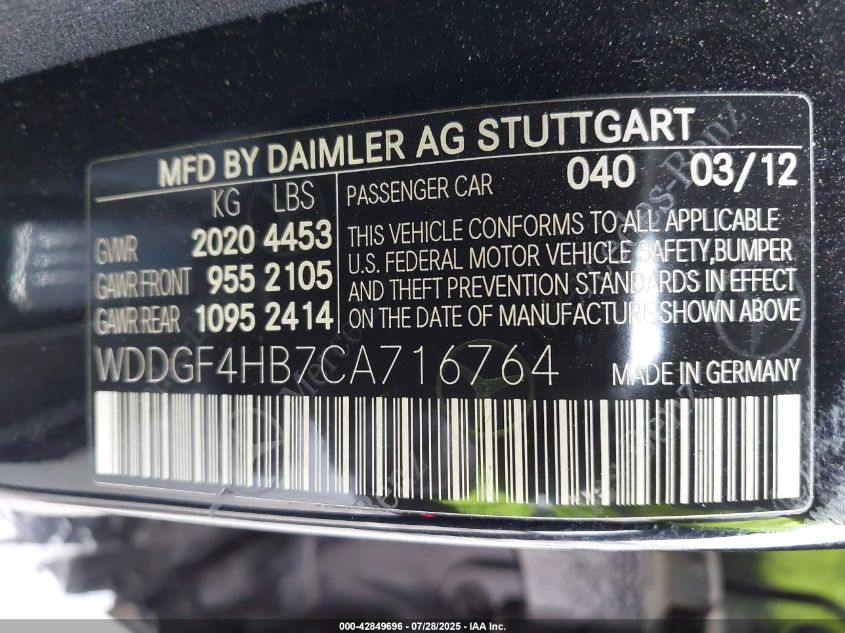 MFD BY DAIMLER AG STUTTGART
KG LBS
GVWR 2020 4453
GAWR FRONT 955 2105
GAWR REAR 1095 2414
PASSENGER CAR 040 03/12
THIS VEHICLE CONFORMS TO ALL APPLICABLE
U.S. FEDERAL MOTOR VEHICLE SAFETY,BUMPER
AND THEFT PREVENTION STANDARDS IN EFFECT
ON THE DATE OF MANUFACTURE SHOWN ABOVE
WDDGF4HB7CA716764 MADE IN GERMANY
000-42849696 - 07/28/2025 - IAA Inc.